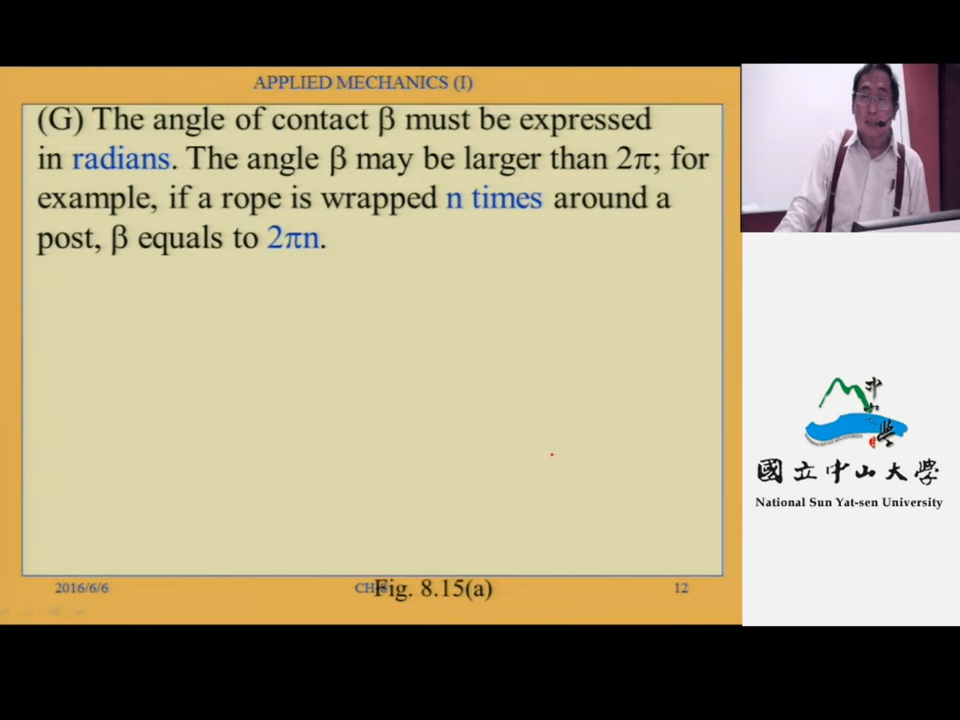 APPLIED MECHANICS (I)
(G) The angle of contact β must be expressed
in radians. The angle β may be larger than 2π; for
example, if a rope is wrapped n times around a
post, β equals to 2πn.
2016/6/6
Fig. 8.15(a)
12
國立中山大學
National Sun Yat-sen University